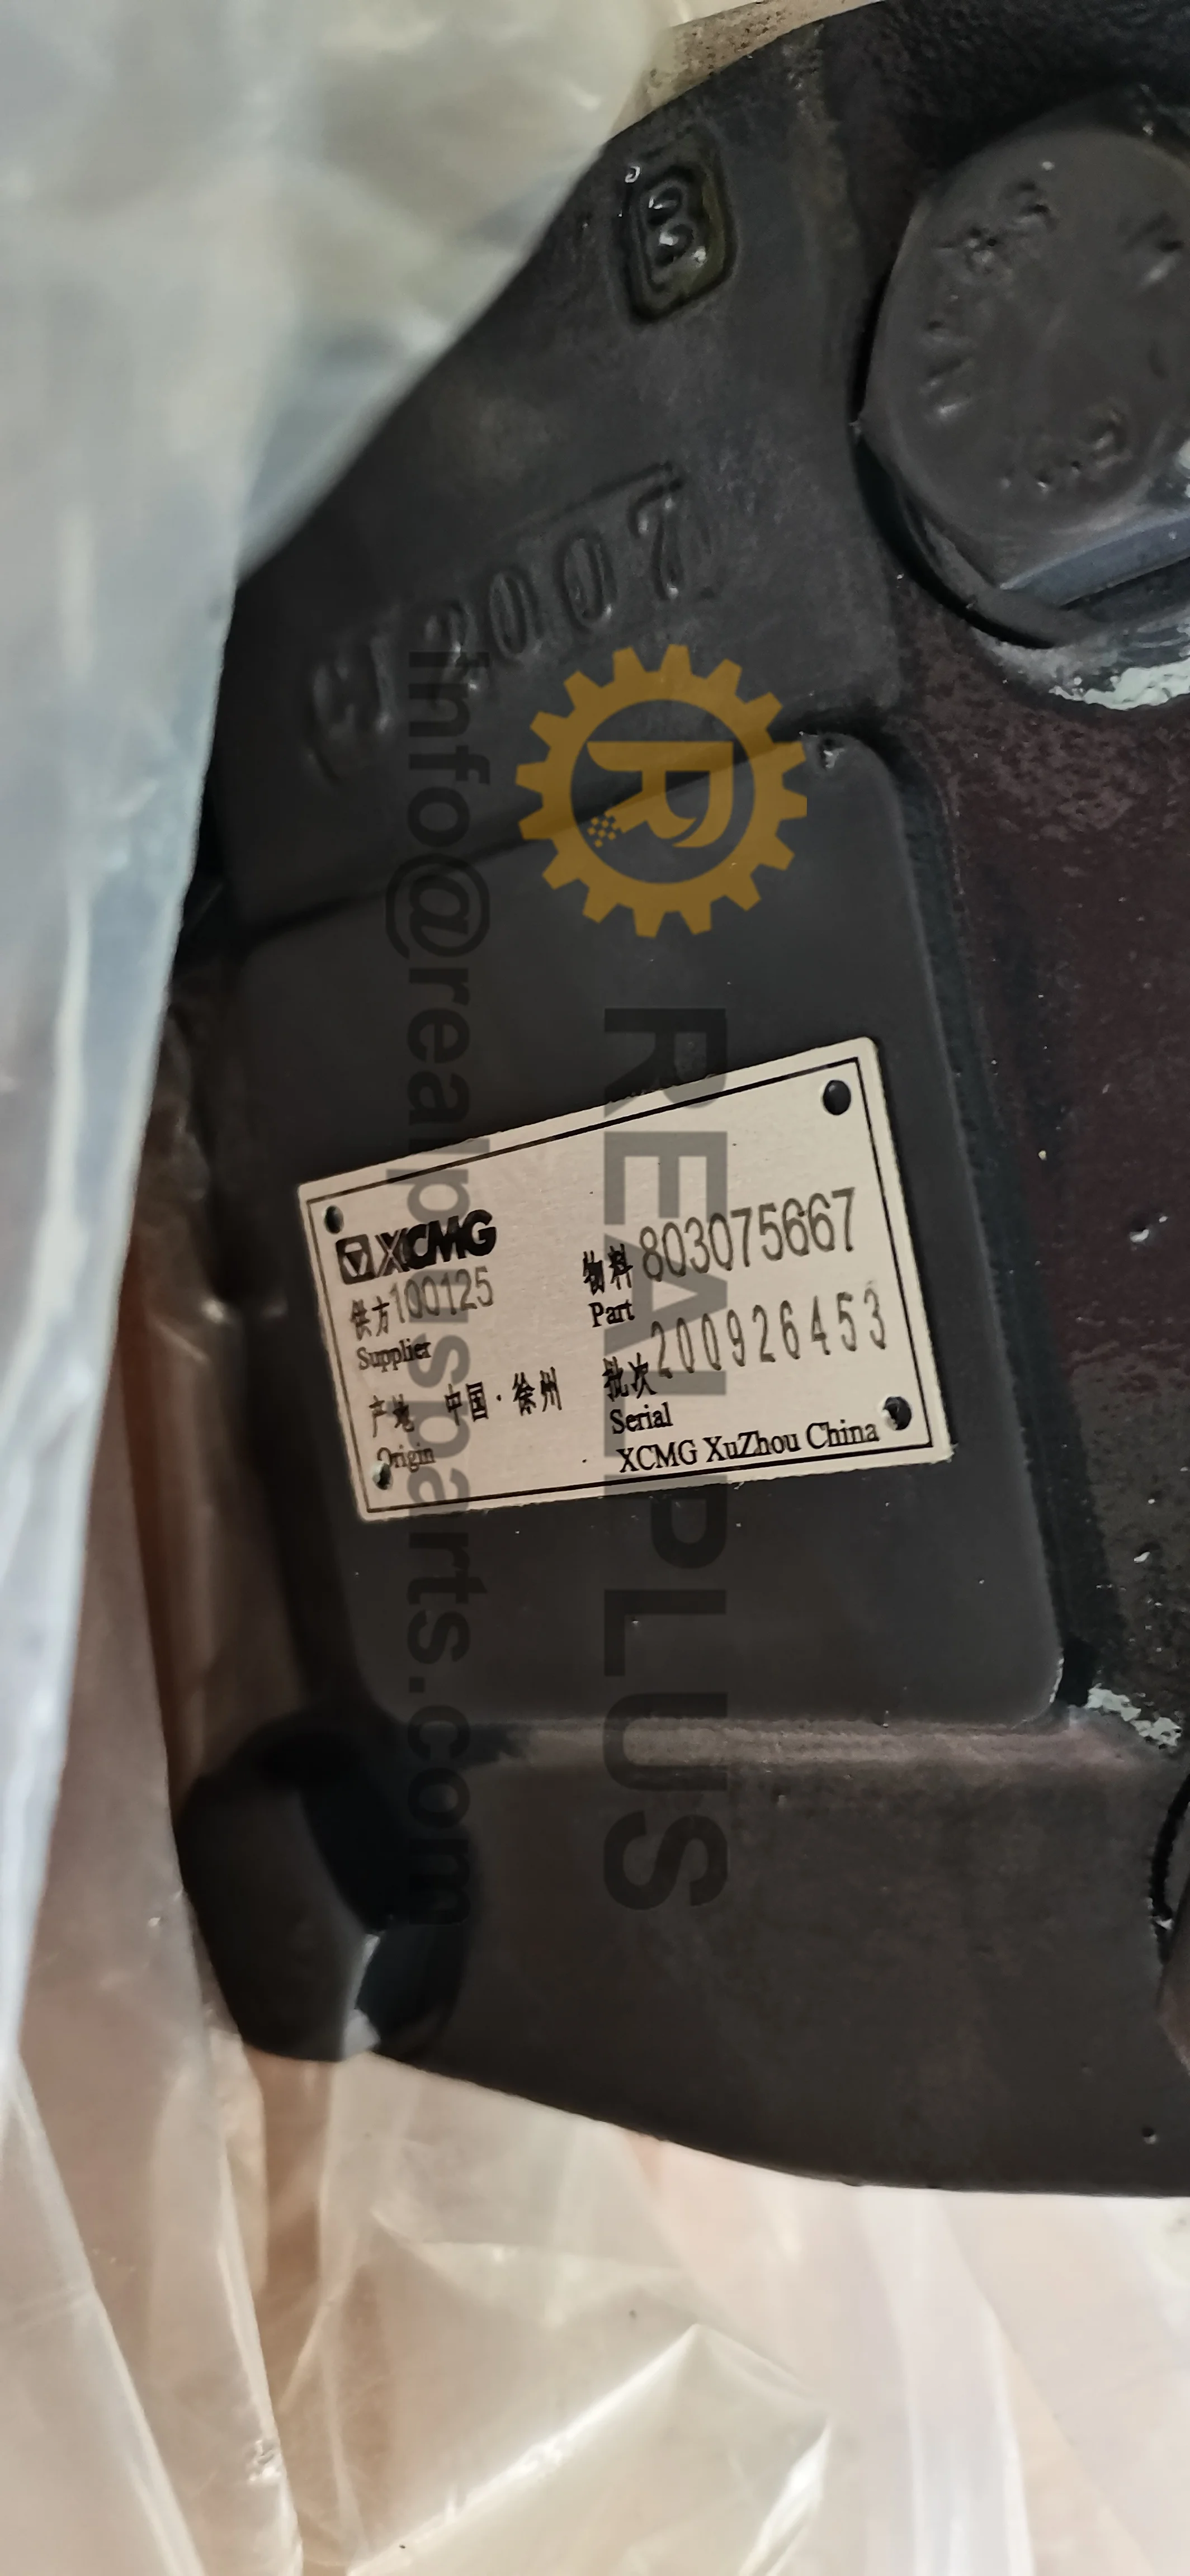 XCMG
供方 100125
Supplier
物料 803075667
Part
批次 200926453
Serial
产地 中国·徐州
Origin
XCMG XuZhou China
REALPLUS
info@realplusparts.com